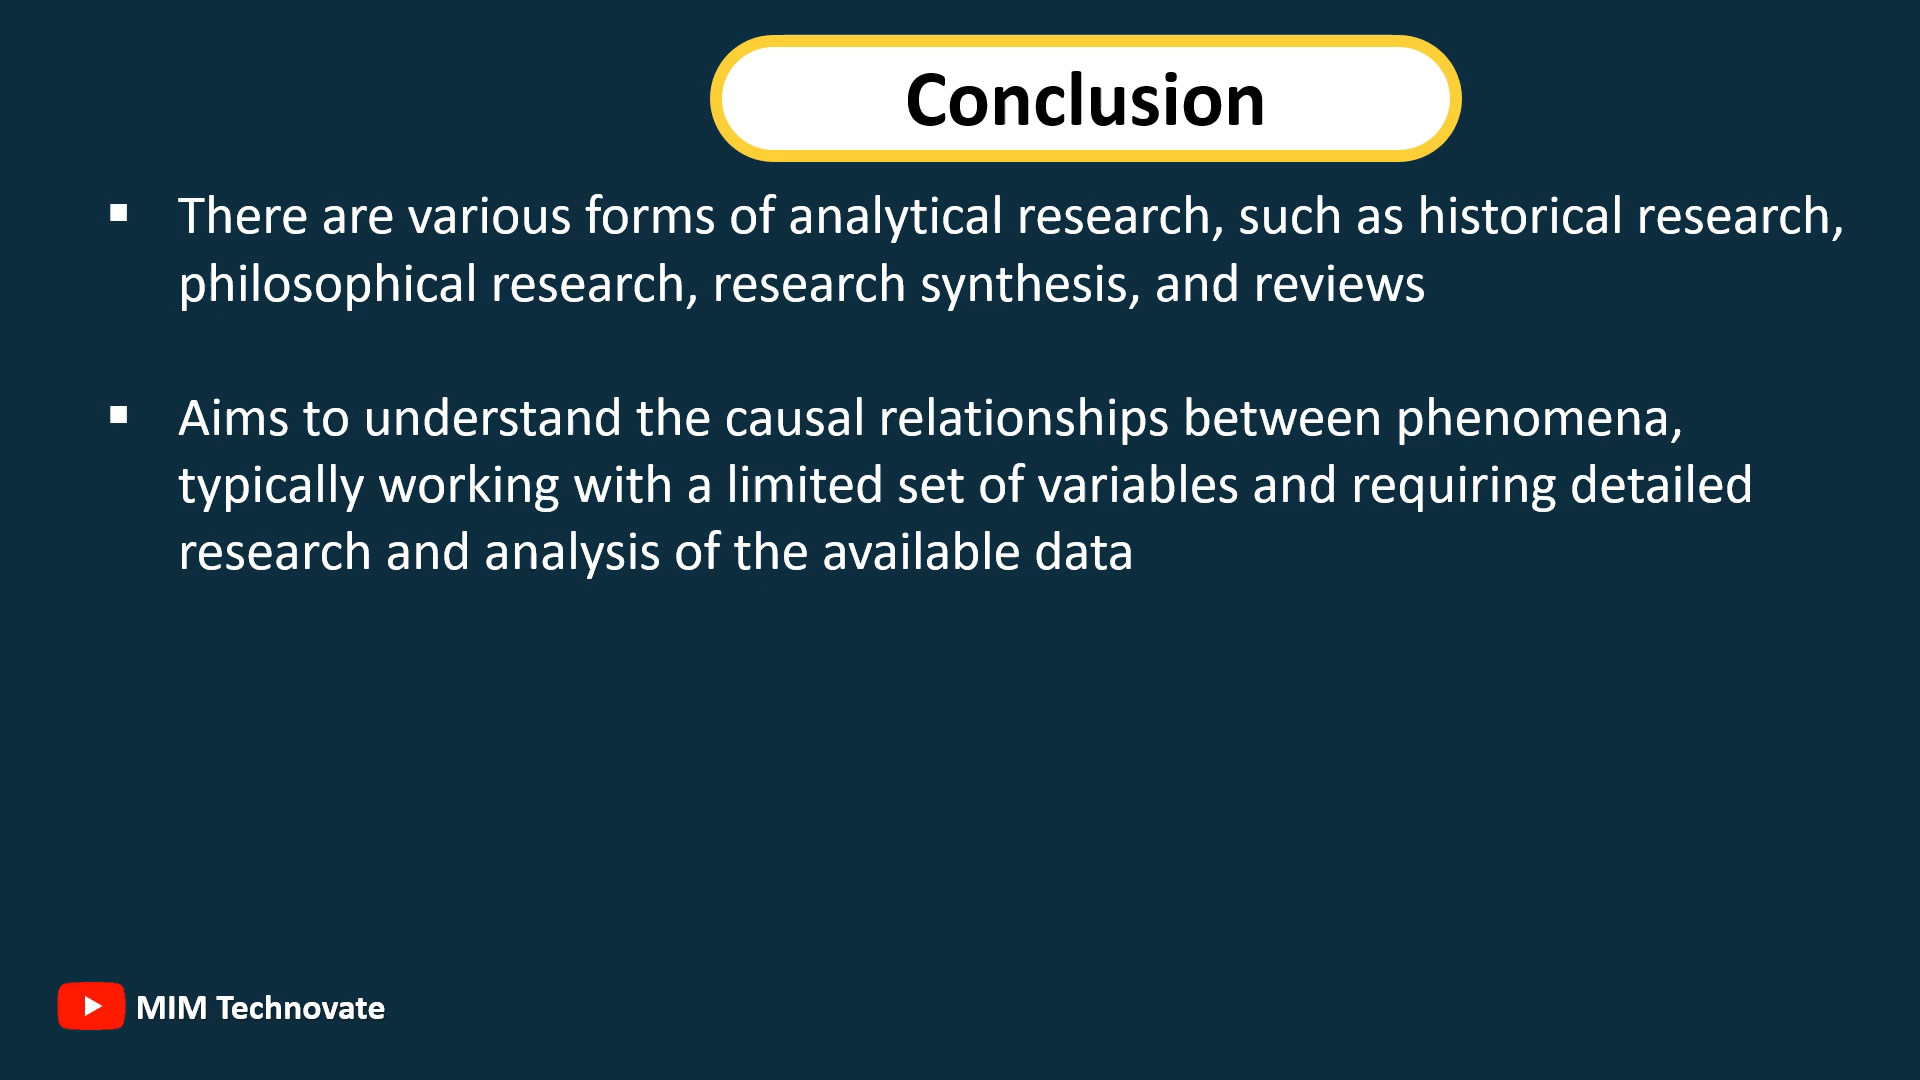 Conclusion
▪ There are various forms of analytical research, such as historical research,
philosophical research, research synthesis, and reviews
▪ Aims to understand the causal relationships between phenomena,
typically working with a limited set of variables and requiring detailed
research and analysis of the available data
MIM Technovate